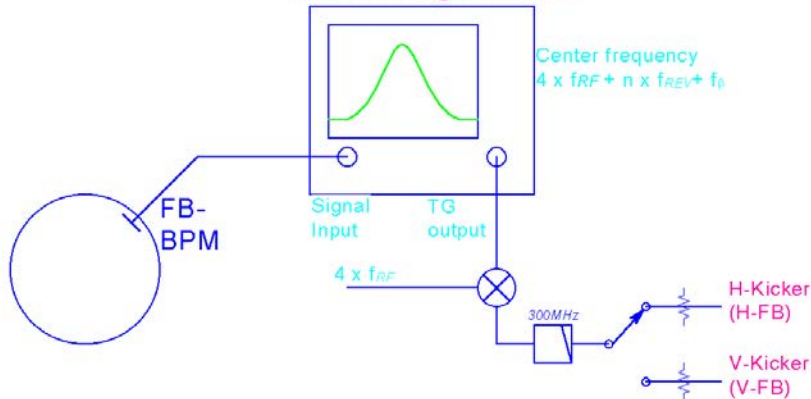 Center frequency
4 x fRF + n x fREV + fβ
FB-
BPM
Signal
Input
TG
output
4 x fRF
300MHz
H-Kicker
(H-FB)
V-Kicker
(V-FB)